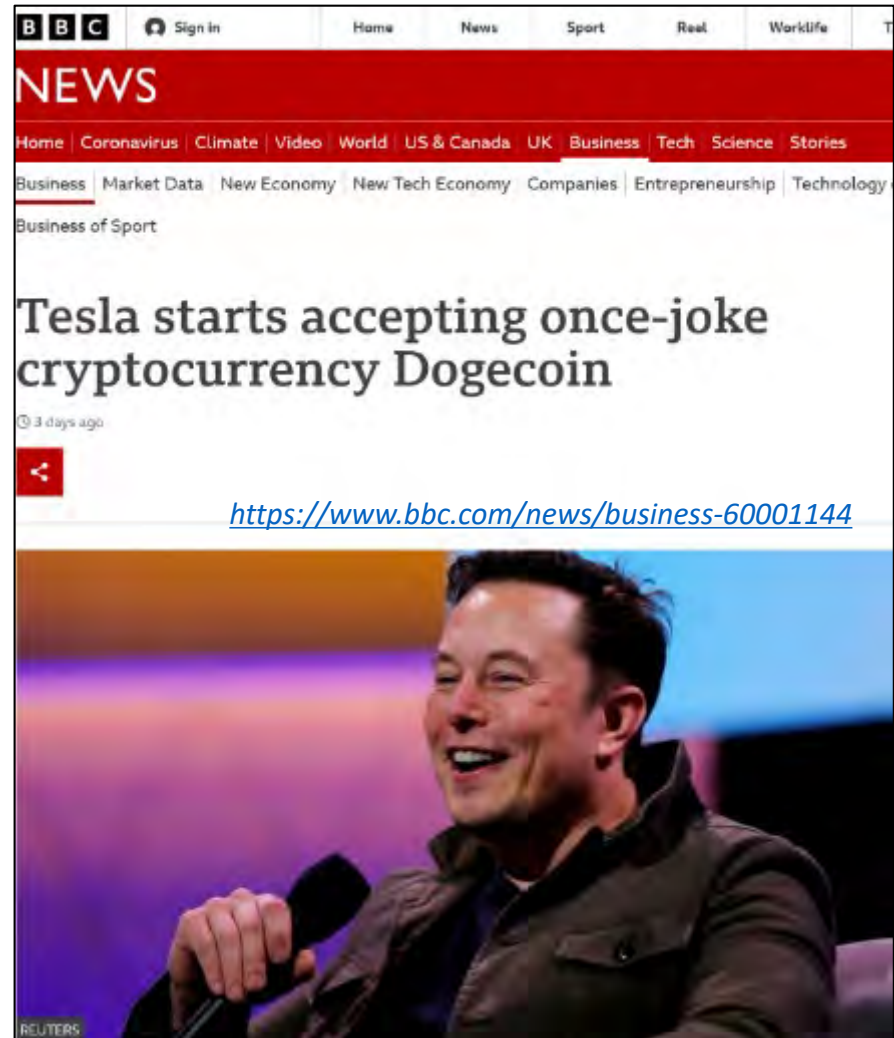 BBC Sign in Home News Sport Reel Worklife T
NEWS
Home Coronavirus Climate Video World US & Canada UK Business Tech Science Stories
Business Market Data New Economy New Tech Economy Companies Entrepreneurship Technology
Business of Sport
Tesla starts accepting once-joke
cryptocurrency Dogecoin
3 days ago
https://www.bbc.com/news/business-60001144
REUTERS